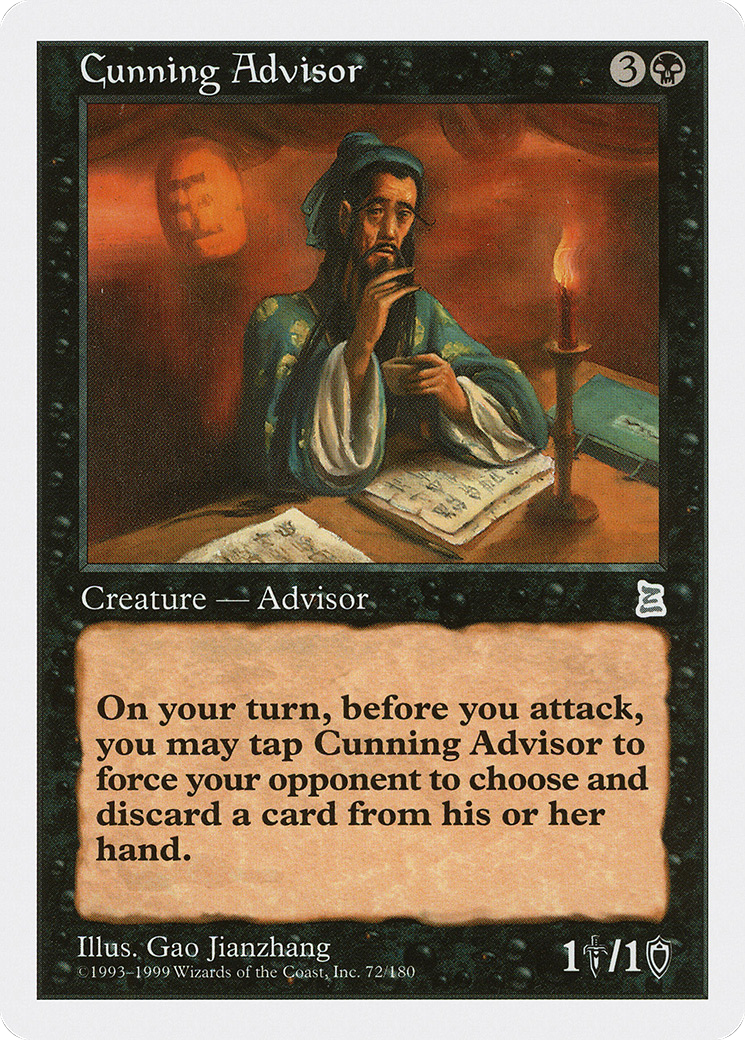 Cunning Advisor
3
Creature — Advisor
On your turn, before you attack,
you may tap Cunning Advisor to
force your opponent to choose and
discard a card from his or her
hand.
Illus. Gao Jianzhang
©1993–1999 Wizards of the Coast, Inc. 72/180
1/1